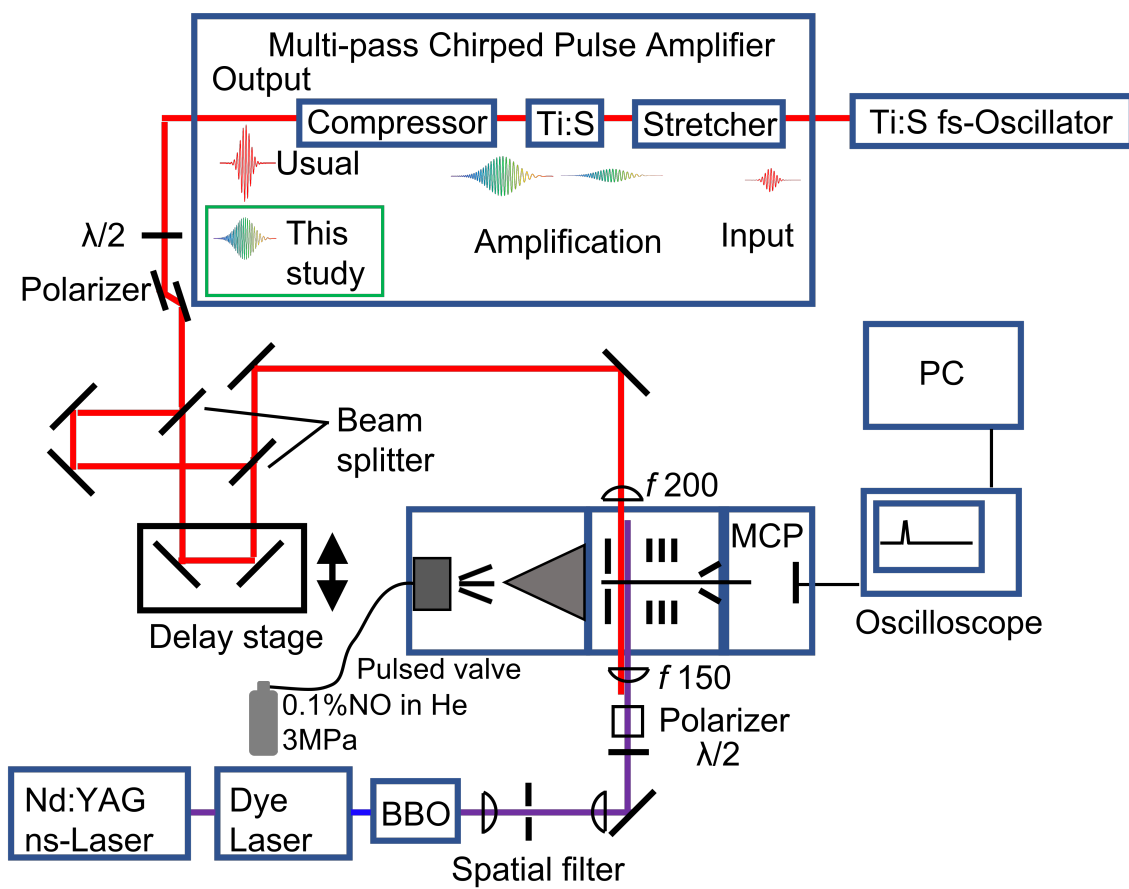 Multi-pass Chirped Pulse Amplifier
Output
Compressor
Ti:S
Stretcher
Ti:S fs-Oscillator
Usual
This
study
Amplification
Input
λ/2
Polarizer
Beam
splitter
PC
f 200
MCP
Oscilloscope
Delay stage
Pulsed valve
0.1%NO in He
3MPa
f 150
Polarizer
λ/2
Nd:YAG
ns-Laser
Dye
Laser
BBO
Spatial filter